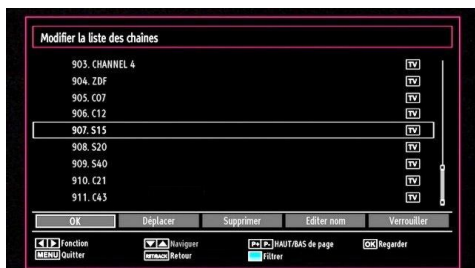 Modifier la liste des chaînes
903. CHANNEL 4 TV
904. ZDF TV
905. C07 TV
906. C12 TV
907. S15 TV
908. S20 TV
909. S40 TV
910. C21 TV
911. C43 TV
OK Déplacer Supprimer Editer nom Verrouiller
Fonction Naviguer P+ P- HAUT/BAS de page OK Regarder
MENU Quitter RET/BACK Retour Filtrer